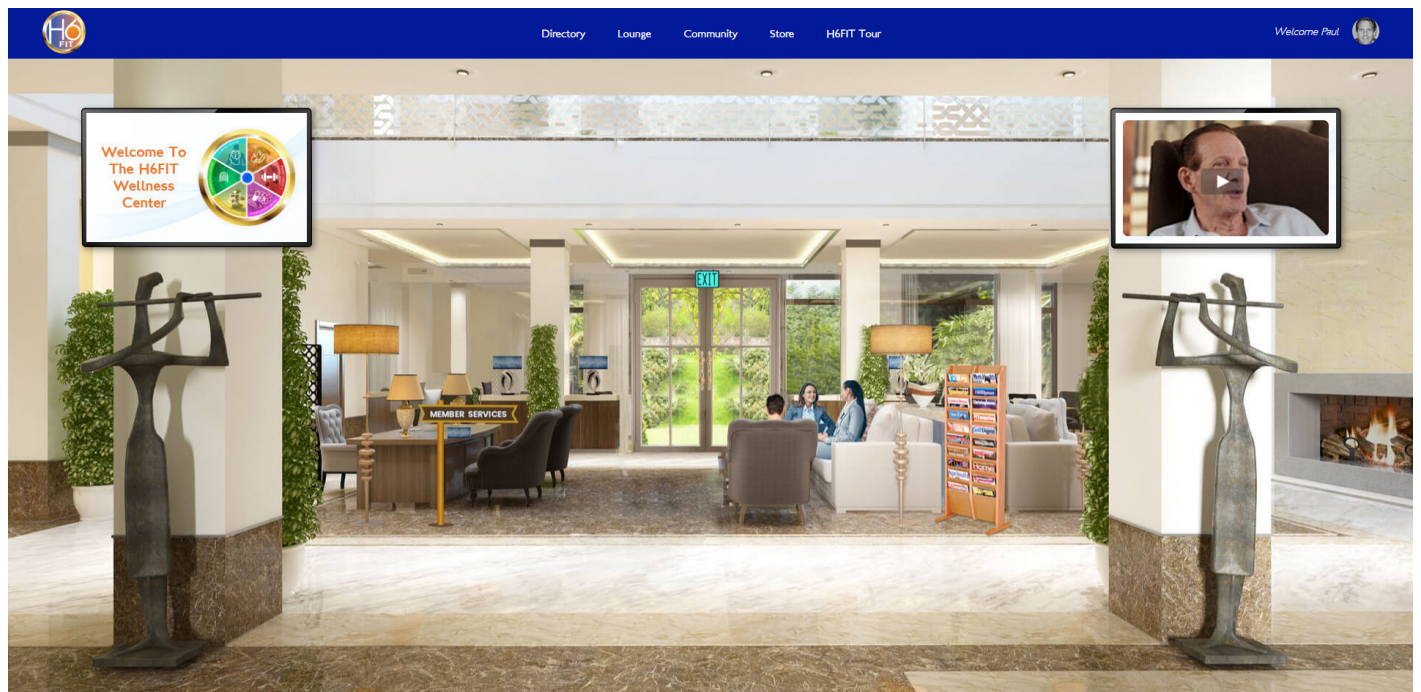 H6
FIT
Directory
Lounge
Community
Store
H6FIT Tour
Welcome Paul
Welcome To
The H6FIT
Wellness
Center
EXIT
MEMBER SERVICES
Home